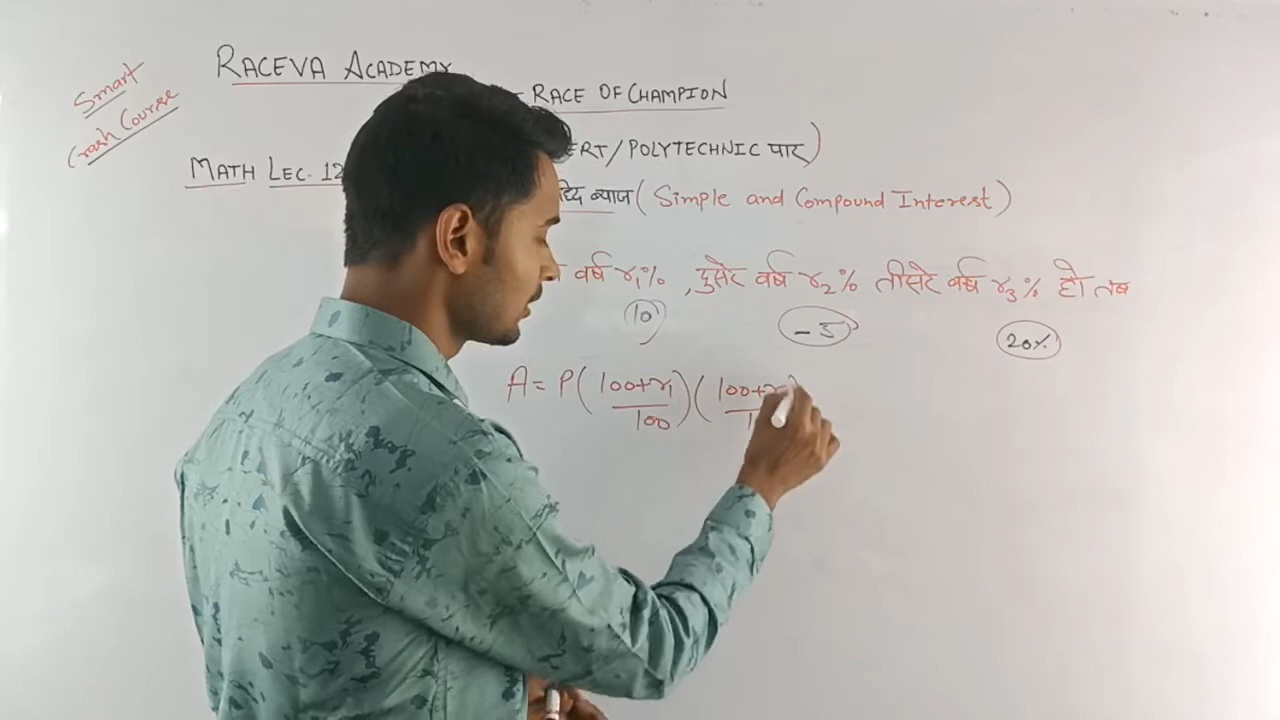 Smart
Crash Course
RACEVA ACADEMY
- RACE OF CHAMPION
ERT/POLYTECHNIC पार)
MATH LEC. 12
ब्याज (Simple and Compound Interest)
वर्ष r₁% , दुसरे वर्ष r₂% तीसरे वर्ष r₃% हो तब
10 -5 20%
A = P(100+r₁/100)(100+